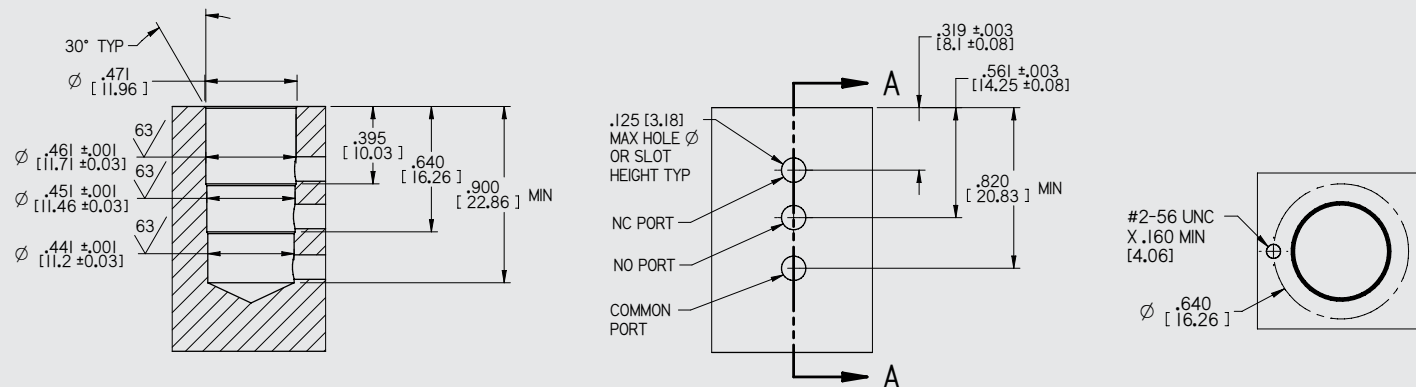 30° TYP
Ø .471
[ 11.96 ]
63
Ø .461 ±.001
[11.71 ±0.03]
63
Ø .451 ±.001
[11.46 ±0.03]
63
Ø .441 ±.001
[11.2 ±0.03]
.395
[ 10.03 ]
.640
[ 16.26 ]
.900
[ 22.86 ] MIN
.319 ±.003
[8.1 ±0.08]
.561 ±.003
[14.25 ±0.08]
A
.125 [3.18]
MAX HOLE Ø
OR SLOT
HEIGHT TYP
NC PORT
NO PORT
COMMON
PORT
.820
[ 20.83 ] MIN
A
#2-56 UNC
X .160 MIN
[4.06]
Ø .640
[ 16.26 ]